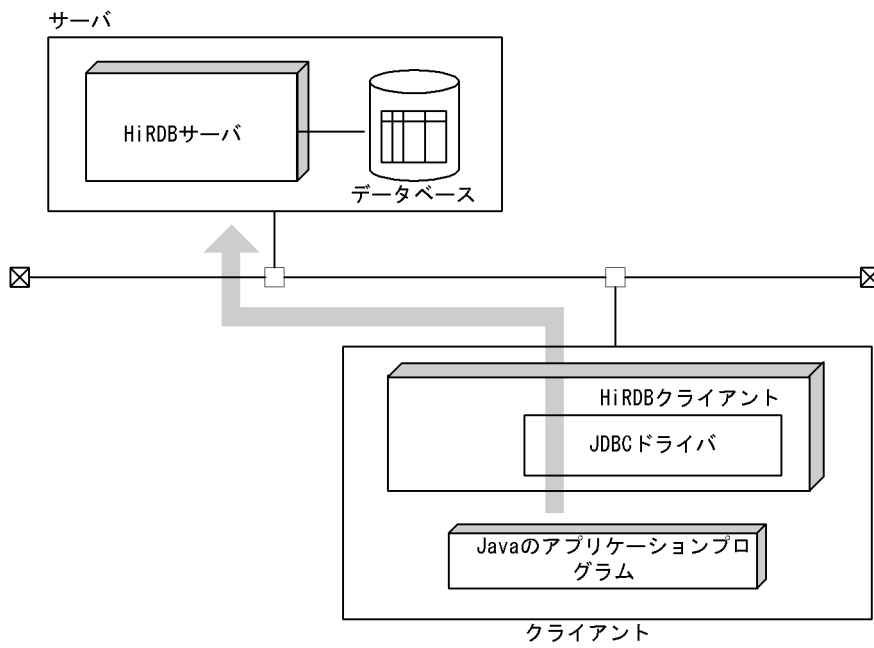 サーバ
HiRDBサーバ
データベース
HiRDBクライアント
JDBCドライバ
Javaのアプリケーションプロ
グラム
クライアント